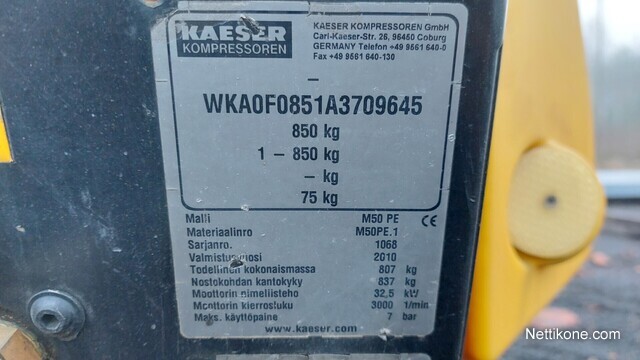 KAESER
KOMPRESSOREN
KAESER KOMPRESSOREN GmbH
Carl-Kaeser-Str. 26, 96450 Coburg
GERMANY Telefon +49 9561 640-0
Fax +49 9561 640-130
–
WKA0F0851A3709645
850 kg
1 – 850 kg
– kg
75 kg
Malli M50 PE CE
Materiaalinro M50PE.1
Sarjanro. 1068
Valmistusvuosi 2010
Todellinen kokonaismassa 807 kg
Nostokohdan kantokyky 837 kg
Moottorin nimellisteho 32,5 kW
Moottorin kierrosluku 3000 1/min
Maks. käyttöpaine 7 bar
www.kaeser.com
Nettikone.com